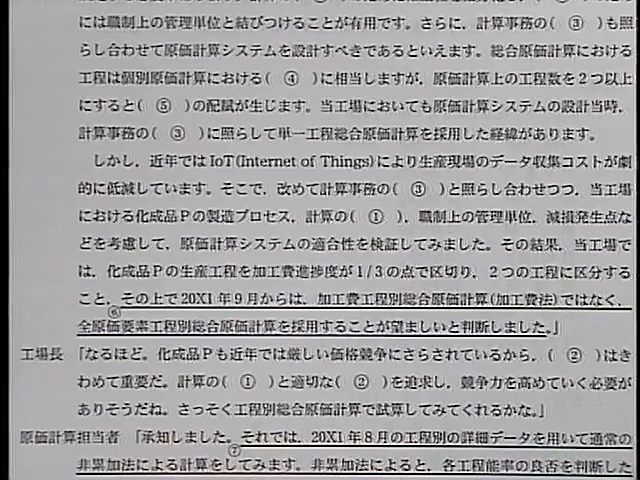 には職制上の管理単位と結びつけることが有用です。さらに，計算事務の( ③ )も照
らし合わせて原価計算システムを設計すべきであるといえます。総合原価計算における
工程は個別原価計算における( ④ )に相当しますが，原価計算上の工程数を2つ以上
にすると( ⑤ )の配賦が生じます。当工場においても原価計算システムの設計当時，
計算事務の( ③ )に照らして単一工程総合原価計算を採用した経緯があります。
しかし，近年ではIoT(Internet of Things)により生産現場のデータ収集コストが劇
的に低減しています。そこで，改めて計算事務の( ③ )と照らし合わせつつ，当工場
における化成品Pの製造プロセス，計算の( ① )，職制上の管理単位，減損発生点な
どを考慮して，原価計算システムの適合性を検証してみました。その結果，当工場で
は，化成品Pの生産工程を加工費進捗度が1/3の点で区切り，2つの工程に区分する
こと，その上で20X1年9月からは，加工費工程別総合原価計算(加工費法)ではなく，
⑥
全原価要素工程別総合原価計算を採用することが望ましいと判断しました。」
工場長 「なるほど。化成品Pも近年では厳しい価格競争にさらされているから，( ② )はき
わめて重要だ。計算の( ① )と適切な( ② )を追求し，競争力を高めていく必要が
ありそうだね。さっそく工程別総合原価計算で試算してみてくれるかな。」
原価計算担当者 「承知しました。それでは，20X1年8月の工程別の詳細データを用いて通常の
⑦
非累加法による計算をしてみます。非累加法によると，各工程能率の良否を判断した